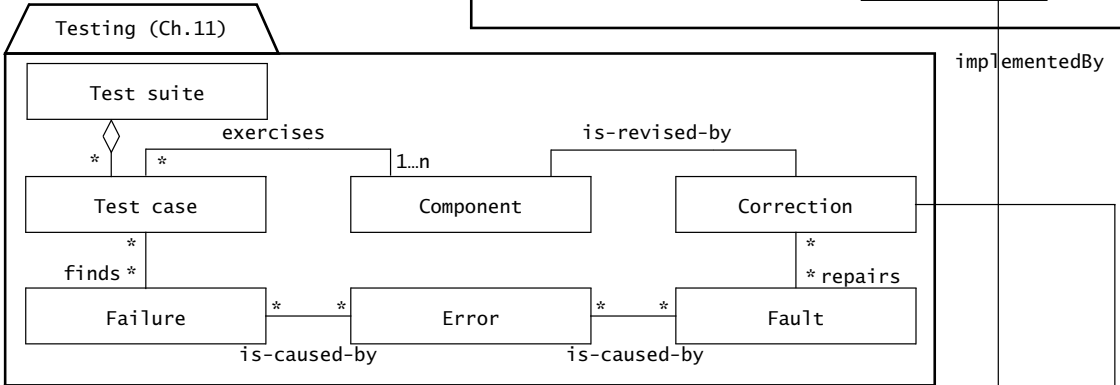 Testing (Ch.11)
implementedBy
Test suite
exercises
is-revised-by
*
*
1…n
Test case
Component
Correction
*
*
finds *
* repairs
Failure
*
*
Error
*
*
Fault
is-caused-by
is-caused-by